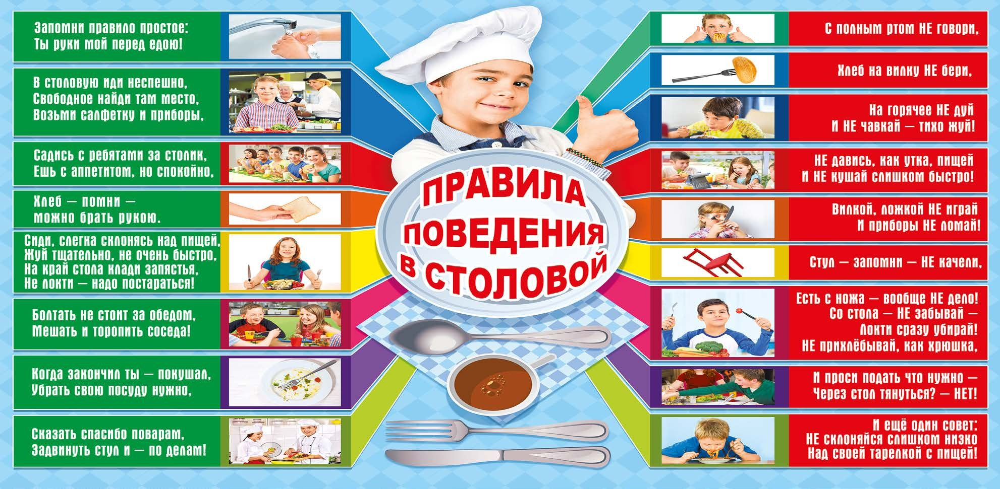 Запомни правило простое:
Ты руки мой перед едою!
В столовую иди неспешно,
Свободное найди там место,
Возьми салфетку и приборы,
Садись с ребятами за столик,
Ешь с аппетитом, но спокойно,
Хлеб – помни –
можно брать рукою.
Сиди, слегка склонясь над пищей,
Жуй тщательно, не очень быстро,
На край стола клади запястья,
Не локти – надо постараться!
Болтать не стоит за обедом,
Мешать и торопить соседа!
Когда закончил ты – покушал,
Убрать свою посуду нужно,
Сказать спасибо поварам,
Задвинуть стул и – по делам!
ПРАВИЛА
ПОВЕДЕНИЯ
В СТОЛОВОЙ
С полным ртом НЕ говори,
Хлеб на вилку НЕ бери,
На горячее НЕ дуй
И НЕ чавкай – тихо жуй!
НЕ давись, как утка, пищей
И НЕ кушай слишком быстро!
Вилкой, ложкой НЕ играй
И приборы НЕ ломай!
Стул – запомни – НЕ качели,
Есть с ножа – вообще НЕ дело!
Со стола – НЕ забывай –
Локти сразу убирай!
НЕ прихлёбывай, как хрюшка,
И проси подать что нужно –
Через стол тянуться? – НЕТ!
И ещё один совет:
НЕ склоняйся слишком низко
Над своей тарелкой с пищей!